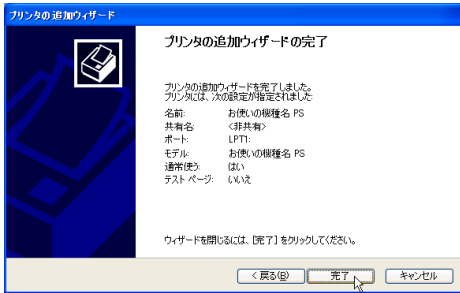 プリンタの追加ウィザード
プリンタの追加ウィザードの完了
プリンタの追加ウィザードを完了しました。
プリンタには、次の設定が指定されました:
名前: お使いの機種名 PS
共有名: <非共有>
ポート: LPT1:
モデル: お使いの機種名 PS
通常使う: はい
テスト ページ: いいえ
ウィザードを閉じるには、[完了] をクリックしてください。
< 戻る(B) 完了 キャンセル